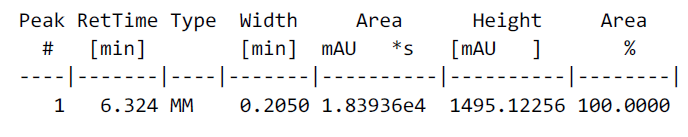 Peak RetTime Type  Width     Area      Height     Area
  #   [min]        [min]  mAU   *s  [mAU   ]      %
----|-------|----|-------|----------|----------|--------|
   1   6.324 MM    0.2050 1.83936e4  1495.12256 100.0000